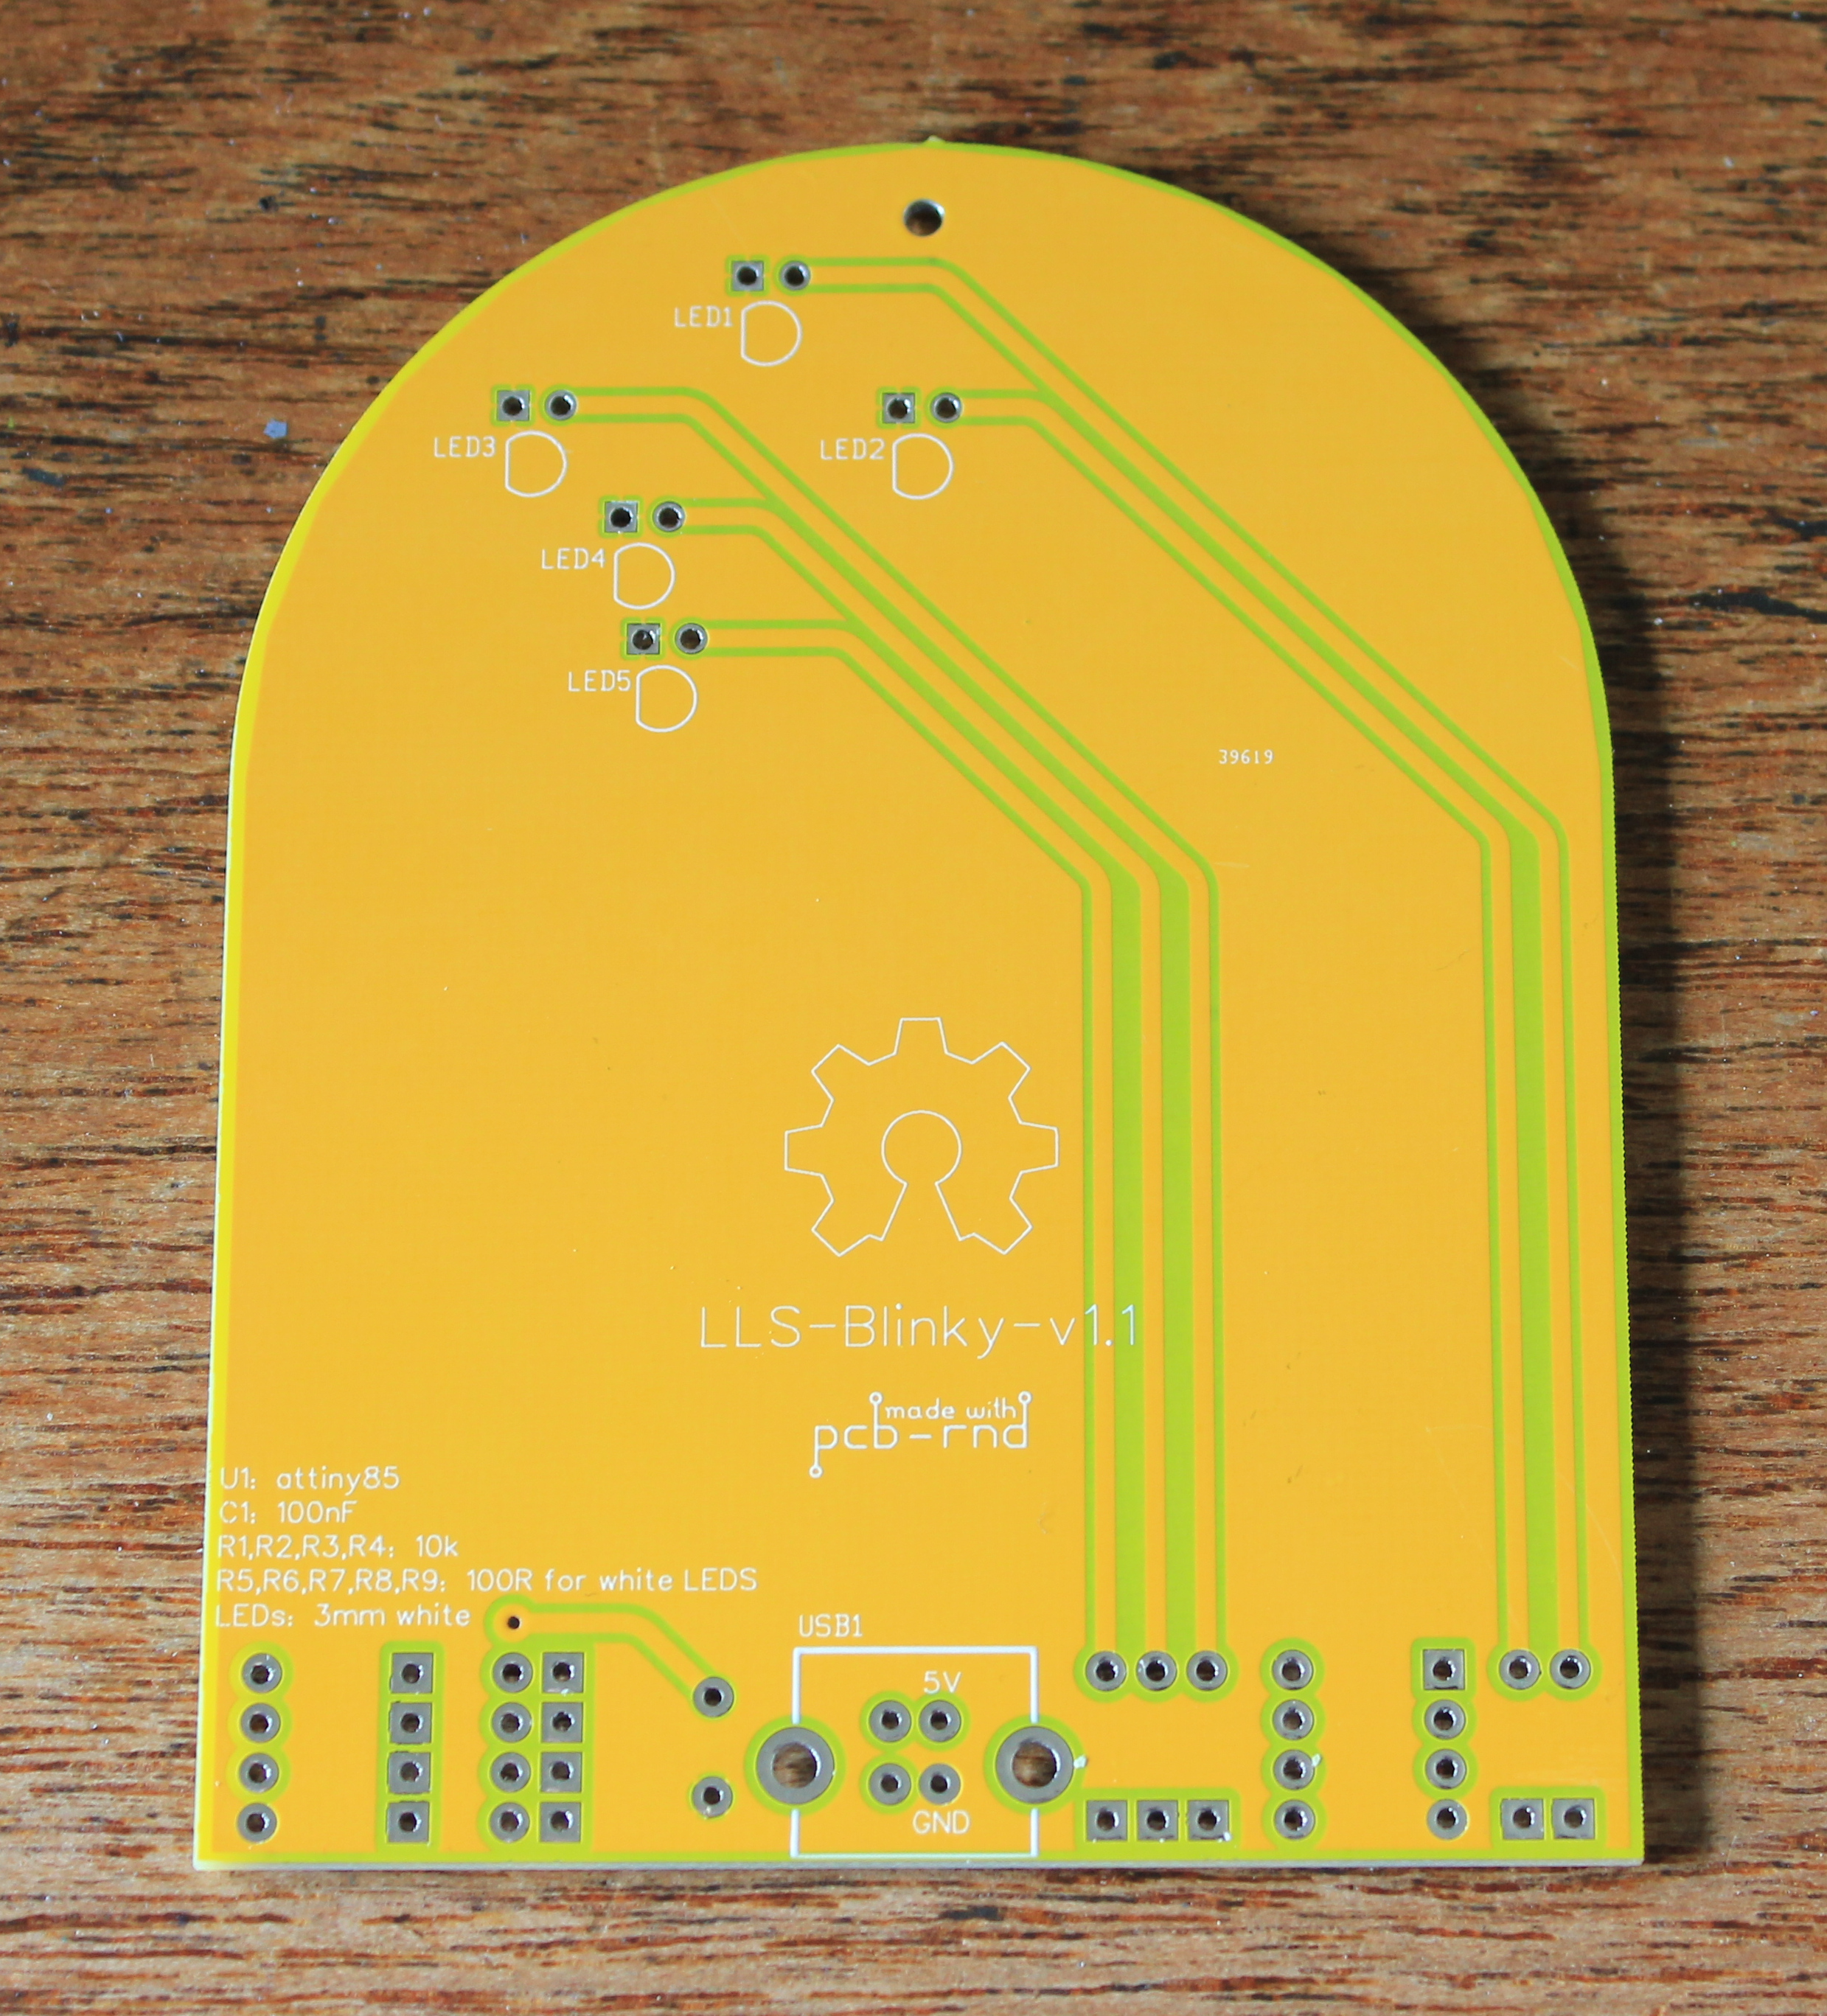 LED1
LED3
LED2
LED4
LED5
39619
LLS-Blinky-v1.1
made with
pcb-rnd
U1: attiny85
C1: 100nF
R1,R2,R3,R4: 10k
R5,R6,R7,R8,R9: 100R for white LEDS
LEDs: 3mm white
USB1
5V
GND